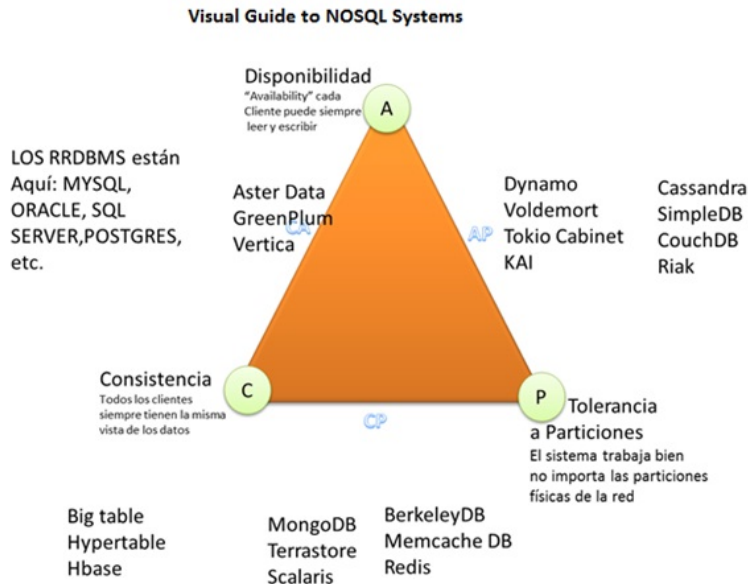 Visual Guide to NOSQL Systems
Disponibilidad
"Availability" cada
Cliente puede siempre
leer y escribir
A
LOS RRDBMS están
Aquí: MYSQL,
ORACLE, SQL
SERVER,POSTGRES,
etc.
Aster Data
GreenPlum
Vertica
CA
AP
Dynamo
Voldemort
Tokio Cabinet
KAI
Cassandra
SimpleDB
CouchDB
Riak
Consistencia
Todos los clientes
siempre tienen la misma
vista de los datos
C
CP
P
Tolerancia
a Particiones
El sistema trabaja bien
no importa las particiones
físicas de la red
Big table
Hypertable
Hbase
MongoDB
Terrastore
Scalaris
BerkeleyDB
Memcache DB
Redis